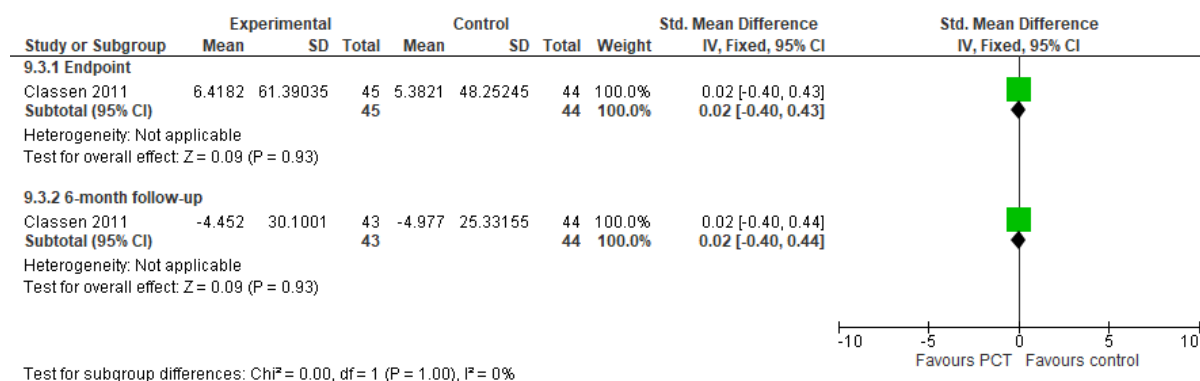 Experimental Control Std. Mean Difference Std. Mean Difference
Study or Subgroup Mean SD Total Mean SD Total Weight IV, Fixed, 95% CI IV, Fixed, 95% CI
9.3.1 Endpoint
Classen 2011 6.4182 61.39035 45 5.3821 48.25245 44 100.0% 0.02 [-0.40, 0.43]
Subtotal (95% CI) 45 44 100.0% 0.02 [-0.40, 0.43]
Heterogeneity: Not applicable
Test for overall effect: Z = 0.09 (P = 0.93)
9.3.2 6-month follow-up
Classen 2011 -4.452 30.1001 43 -4.977 25.33155 44 100.0% 0.02 [-0.40, 0.44]
Subtotal (95% CI) 43 44 100.0% 0.02 [-0.40, 0.44]
Heterogeneity: Not applicable
Test for overall effect: Z = 0.09 (P = 0.93)
-10 -5 0 5 10
Favours PCT Favours control
Test for subgroup differences: Chi² = 0.00, df = 1 (P = 1.00), I² = 0%